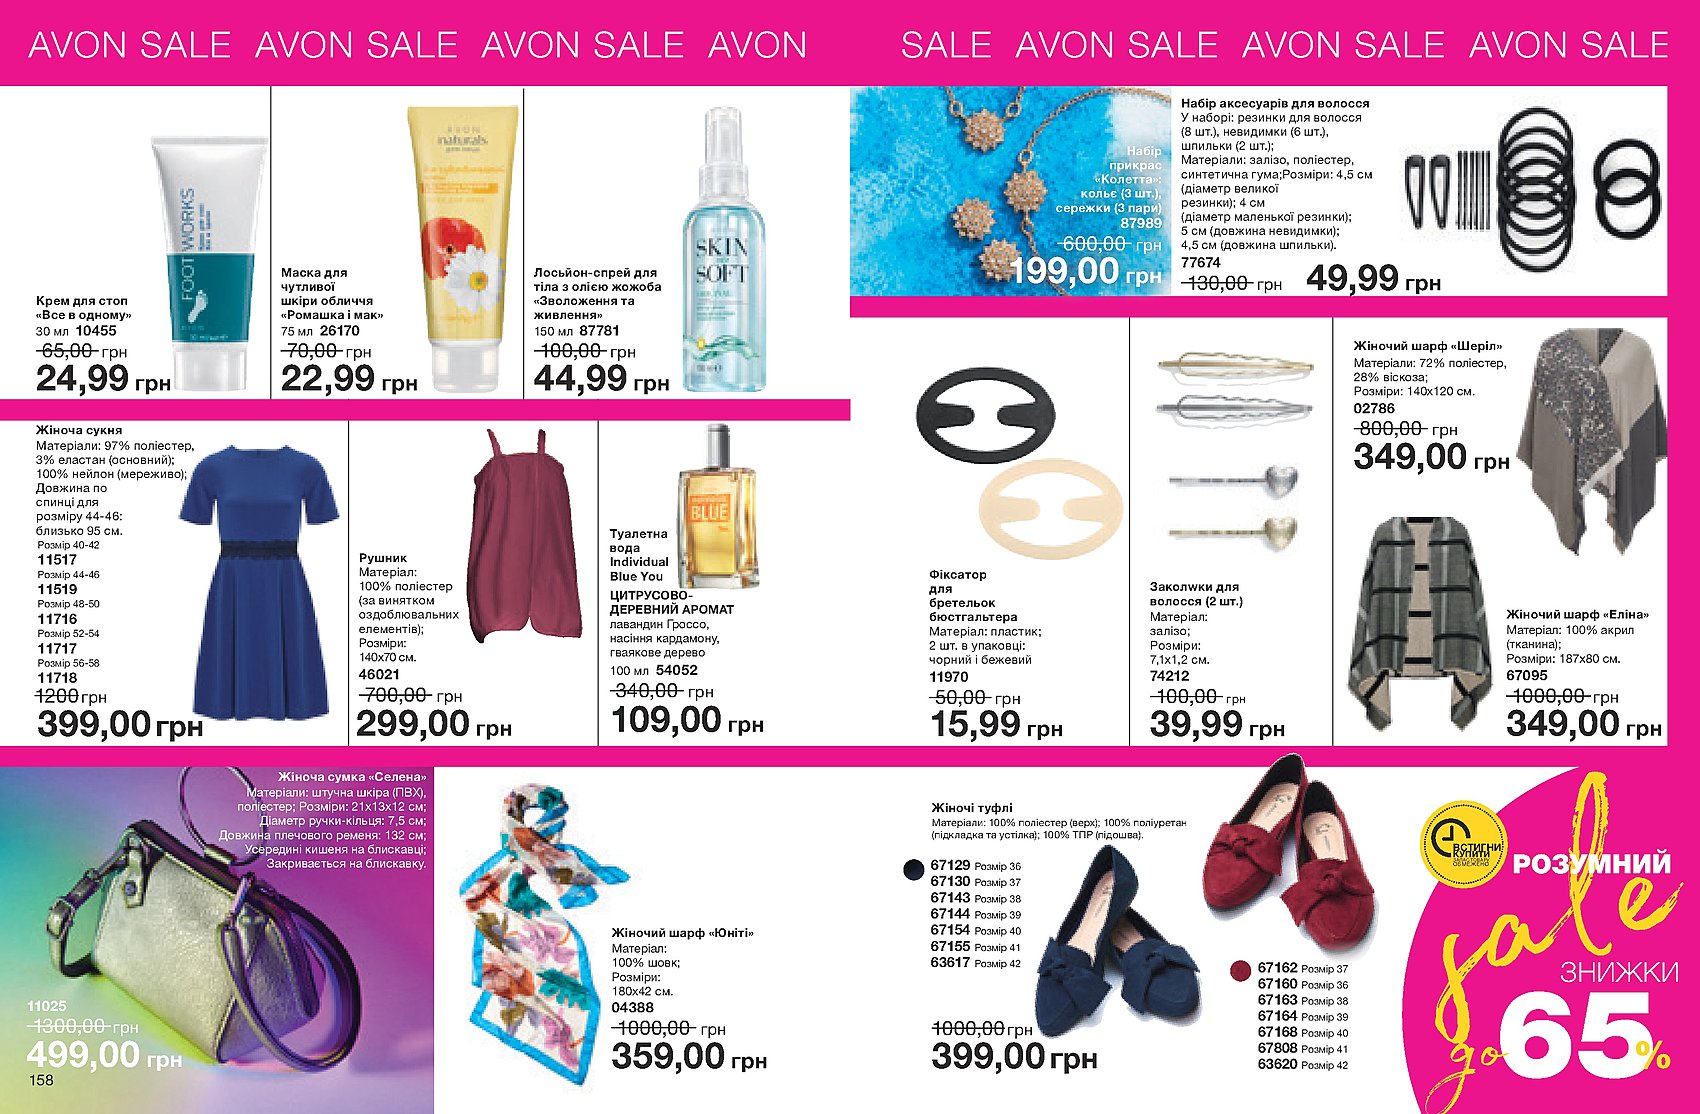 AVON SALE AVON SALE AVON SALE AVON
SALE AVON SALE AVON SALE AVON SALE
Крем для стоп
«Все в одному»
30 мл 10455
65,00 грн
24,99 грн
FOOT WORKS
Маска для
чутливої
шкіри обличчя
«Ромашка і мак»
75 мл 26170
70,00 грн
22,99 грн
AVON
naturals
Лосьйон-спрей для
тіла з олією жожоба
«Зволоження та
живлення»
150 мл 87781
100,00 грн
44,99 грн
SKIN
SO
SOFT
Набір
прикрас
«Колетта»:
кольє (3 шт.),
сережки (3 пари)
87989
600,00 грн
199,00 грн
Набір аксесуарів для волосся
У наборі: резинки для волосся
(8 шт.), невидимки (6 шт.),
шпильки (2 шт.);
Матеріали: залізо, поліестер,
синтетична гума;Розміри: 4,5 см
(діаметр великої
резинки); 4 см
(діаметр маленької резинки);
5 см (довжина невидимки);
4,5 см (довжина шпильки).
77674
130,00 грн
49,99 грн
Жіноча сукня
Матеріали: 97% поліестер,
3% еластан (основний);
100% нейлон (мереживо);
Довжина по
спинці для
розміру 44-46:
близько 95 см.
Розмір 40-42
11517
Розмір 44-46
11519
Розмір 48-50
11716
Розмір 52-54
11717
Розмір 56-58
11718
1200 грн
399,00 грн
Рушник
Матеріал:
100% поліестер
(за винятком
оздоблювальних
елементів);
Розміри:
140х70 см.
46021
700,00 грн
299,00 грн
Туалетна
вода
Individual
Blue You
ЦИТРУСОВО-
ДЕРЕВНИЙ АРОМАТ
лавандин Гроссо,
насіння кардамону,
гваякове дерево
100 мл 54052
340,00 грн
109,00 грн
BLUE
Фіксатор
для
бретельок
бюстгальтера
Матеріал: пластик;
2 шт. в упаковці:
чорний і бежевий
11970
50,00 грн
15,99 грн
Заколwки для
волосся (2 шт.)
Матеріал:
залізо;
Розміри:
7,1х1,2 см.
74212
100,00 грн
39,99 грн
Жіночий шарф «Шеріл»
Матеріали: 72% поліестер,
28% віскоза;
Розміри: 140х120 см.
02786
800,00 грн
349,00 грн
Жіночий шарф «Еліна»
Матеріал: 100% акрил
(тканина);
Розміри: 187х80 см.
67095
1000,00 грн
349,00 грн
Жіноча сумка «Селена»
Матеріали: штучна шкіра (ПВХ),
поліестер; Розміри: 21х13х12 см;
Діаметр ручки-кільця: 7,5 см;
Довжина плечового ременя: 132 см;
Усередині кишеня на блискавці;
Закривається на блискавку.
11025
1300,00 грн
499,00 грн
158
Жіночий шарф «Юніті»
Матеріал:
100% шовк;
Розміри:
180х42 см.
04388
1000,00 грн
359,00 грн
Жіночі туфлі
Матеріали: 100% поліестер (верх); 100% поліуретан
(підкладка та устілка); 100% ТПР (підошва).
67129 Розмір 36
67130 Розмір 37
67143 Розмір 38
67144 Розмір 39
67154 Розмір 40
67155 Розмір 41
63617 Розмір 42
1000,00 грн
399,00 грн
67162 Розмір 37
67160 Розмір 36
67163 Розмір 38
67164 Розмір 39
67168 Розмір 40
67808 Розмір 41
63620 Розмір 42
ВСТИГНИ
КУПИТИ
ЗАПАС ТОВАРІВ
ОБМЕЖЕНО
РОЗУМНИЙ
sale
ЗНИЖКИ
до 65%